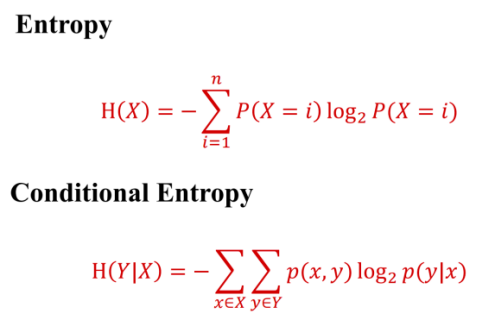 Entropy
H(X) = − ∑_{i=1}^{n} P(X = i) log₂ P(X = i)
Conditional Entropy
H(Y|X) = − ∑_{x∈X} ∑_{y∈Y} p(x, y) log₂ p(y|x)